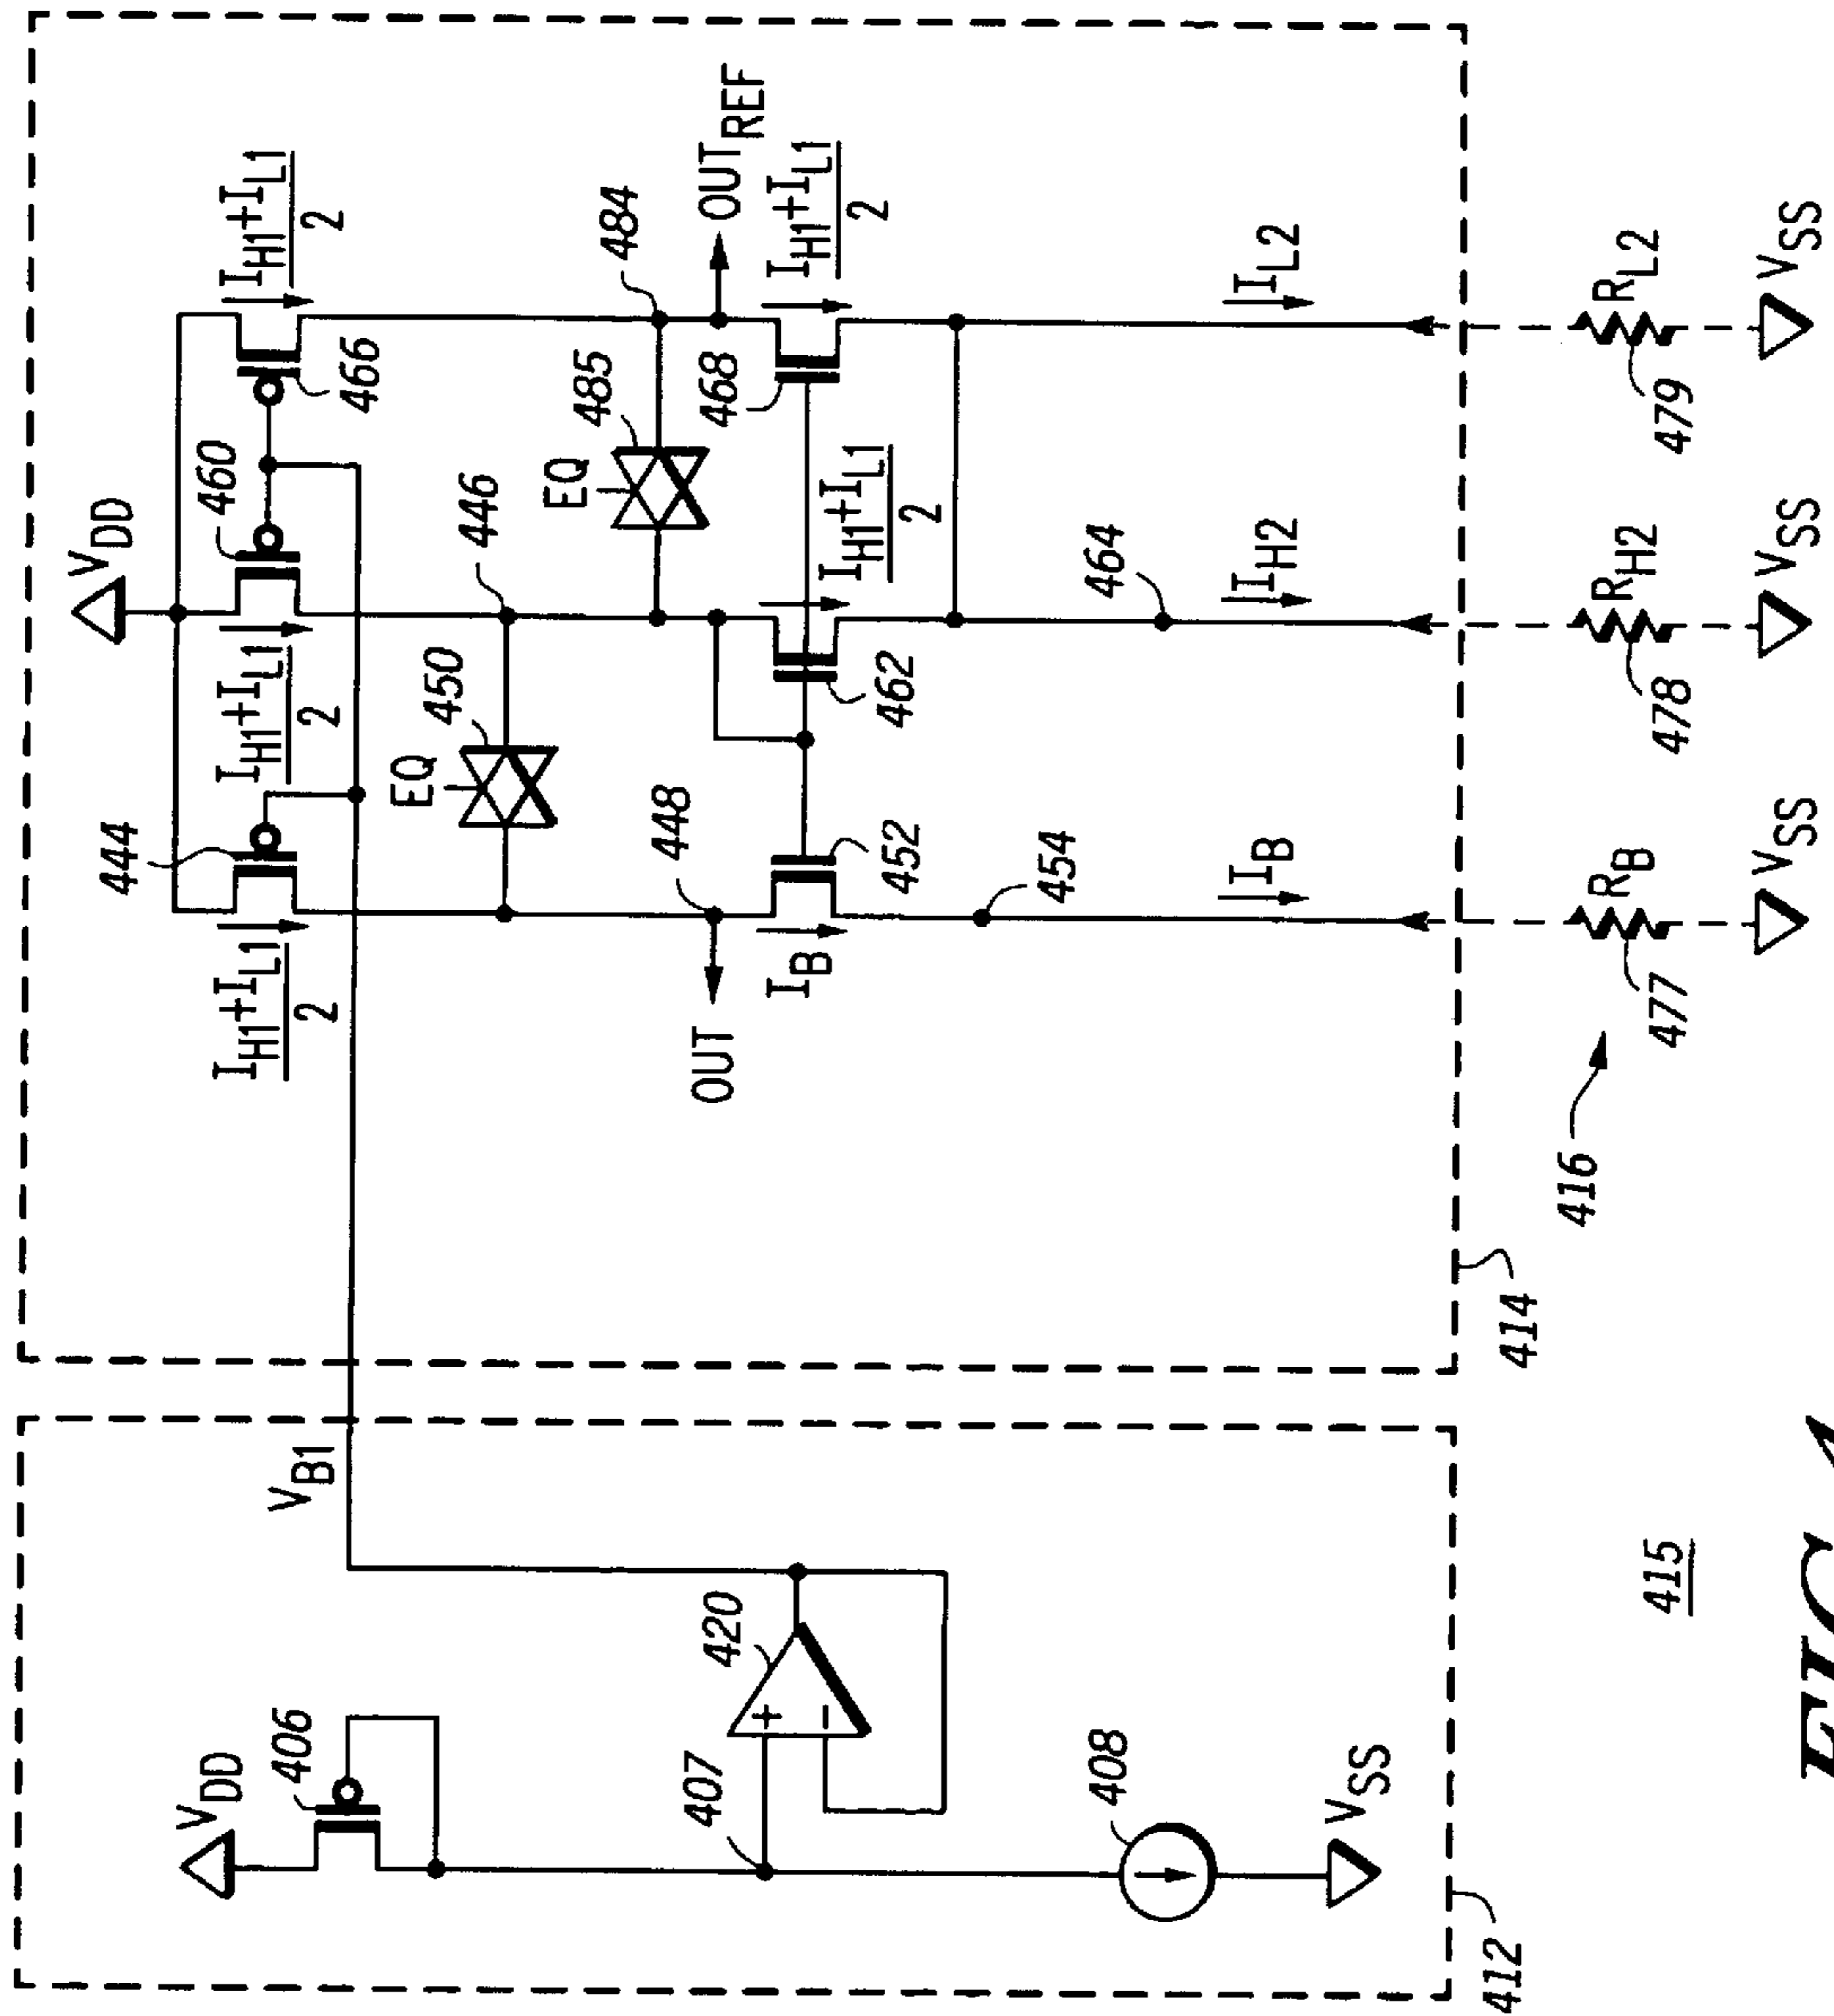 V_DD
406
407
420
408
V_SS
412
V_B1
415
V_DD
444
460
466
I_H1+I_L1
2
I_H1+I_L1
2
I_H1+I_L1
2
EQ
450
446
EQ
485
484
448
OUT
OUT_REF
I_B
452
462
468
I_H1+I_L1
2
I_H1+I_L1
2
454
464
I_B
I_H2
I_L2
414
416
R_B
477
R_H2
478
R_L2
479
V_SS
V_SS
V_SS